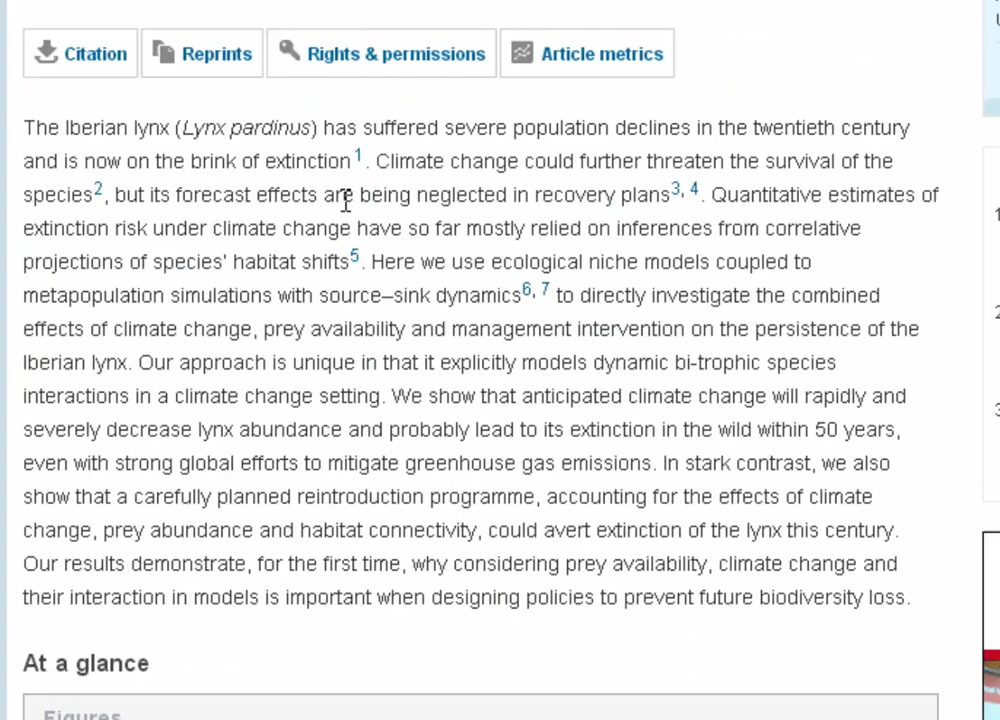 Citation Reprints Rights & permissions Article metrics
The Iberian lynx (Lynx pardinus) has suffered severe population declines in the twentieth century
and is now on the brink of extinction1. Climate change could further threaten the survival of the
species2, but its forecast effects are being neglected in recovery plans3, 4. Quantitative estimates of
extinction risk under climate change have so far mostly relied on inferences from correlative
projections of species' habitat shifts5. Here we use ecological niche models coupled to
metapopulation simulations with source–sink dynamics6, 7 to directly investigate the combined
effects of climate change, prey availability and management intervention on the persistence of the
Iberian lynx. Our approach is unique in that it explicitly models dynamic bi-trophic species
interactions in a climate change setting. We show that anticipated climate change will rapidly and
severely decrease lynx abundance and probably lead to its extinction in the wild within 50 years,
even with strong global efforts to mitigate greenhouse gas emissions. In stark contrast, we also
show that a carefully planned reintroduction programme, accounting for the effects of climate
change, prey abundance and habitat connectivity, could avert extinction of the lynx this century.
Our results demonstrate, for the first time, why considering prey availability, climate change and
their interaction in models is important when designing policies to prevent future biodiversity loss.
At a glance
Figures